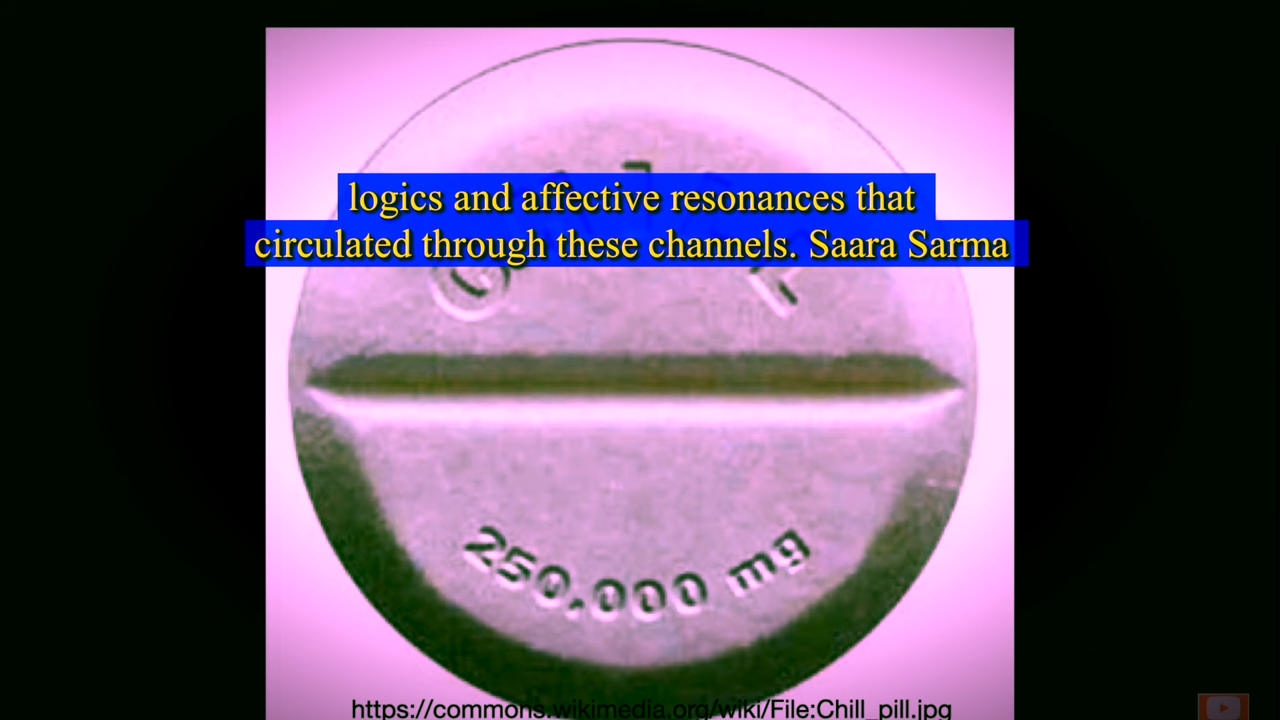 logics and affective resonances that
circulated through these channels. Saara Sarma
250,000 mg
https://commons.wikimedia.org/wiki/File:Chill_pill.jpg